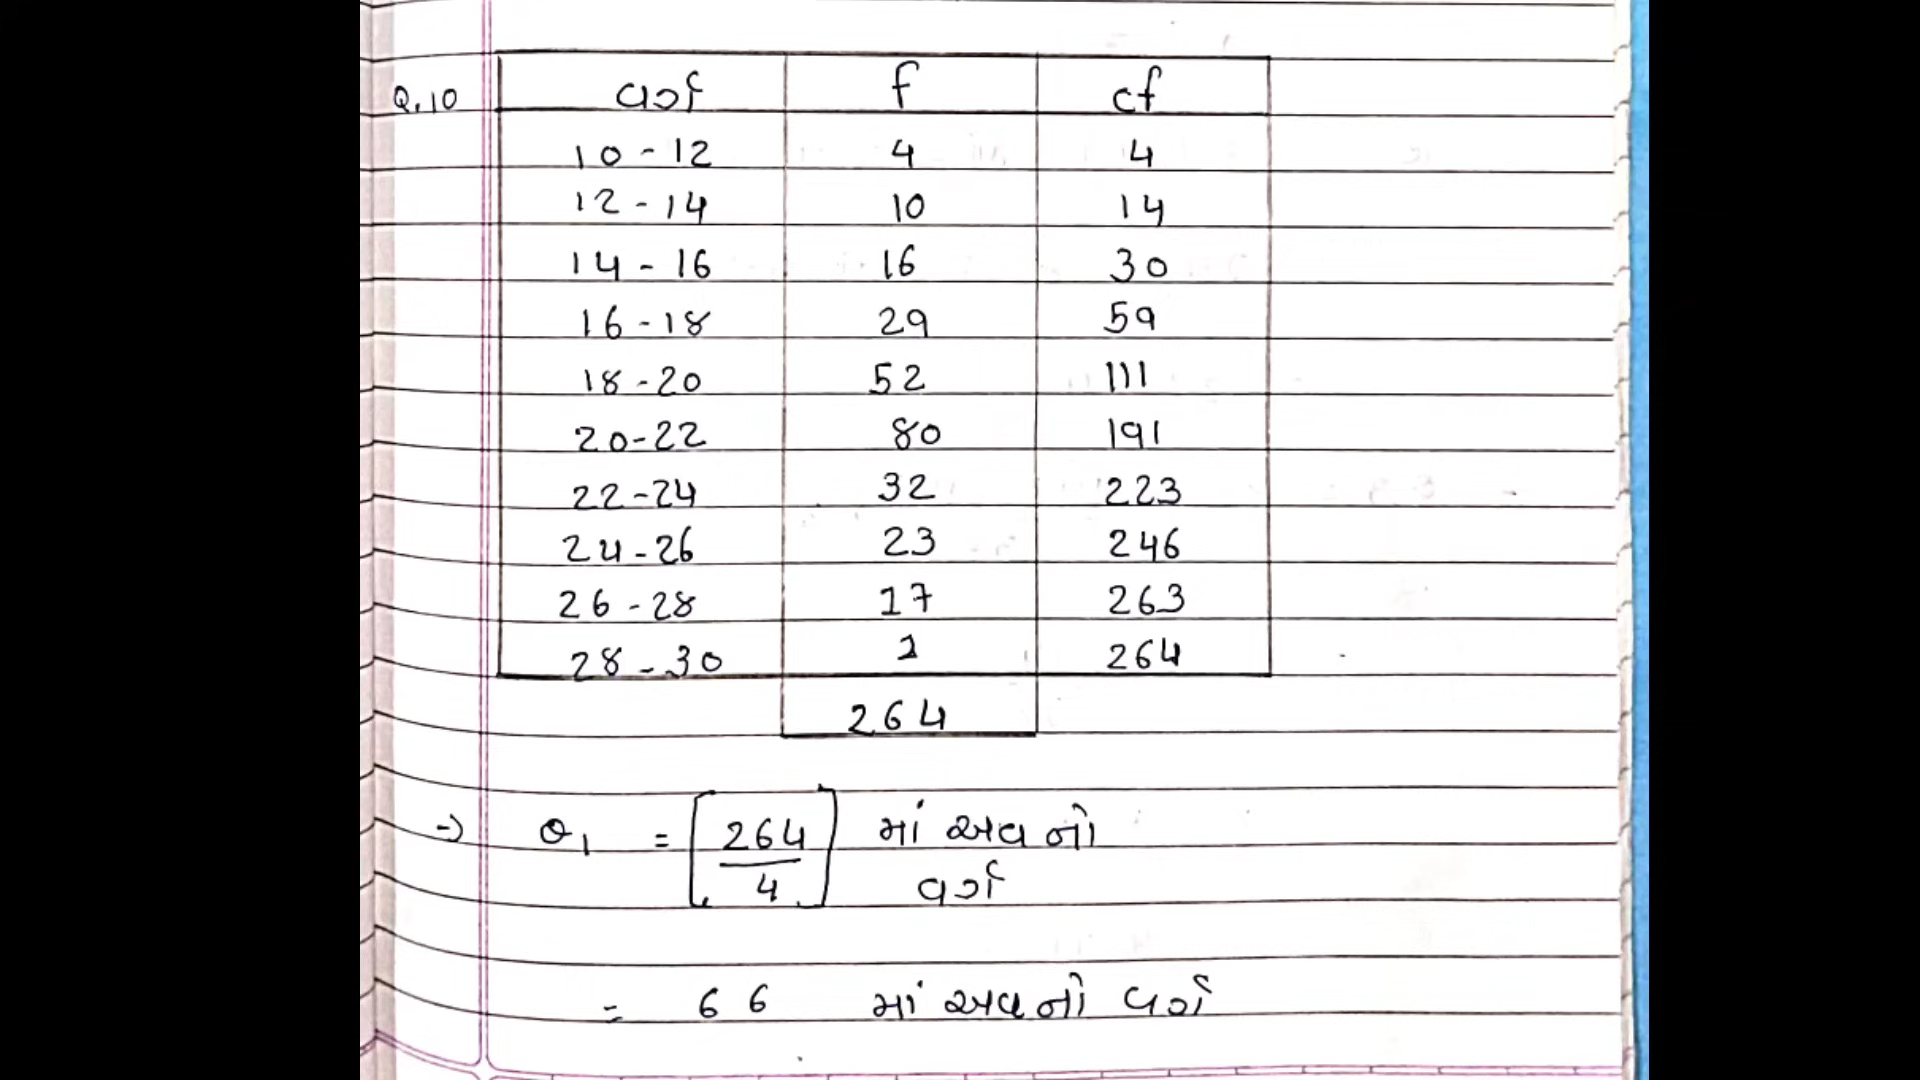 Q.10 વર્ગ f cf
10-12 4 4
12-14 10 14
14-16 16 30
16-18 29 59
18-20 52 111
20-22 80 191
22-24 32 223
24-26 23 246
26-28 17 263
28-30 1 264
264
→ Q1 = [264/4] માં અવ નો
વર્ગ
= 66 માં અવ નો વર્ગ